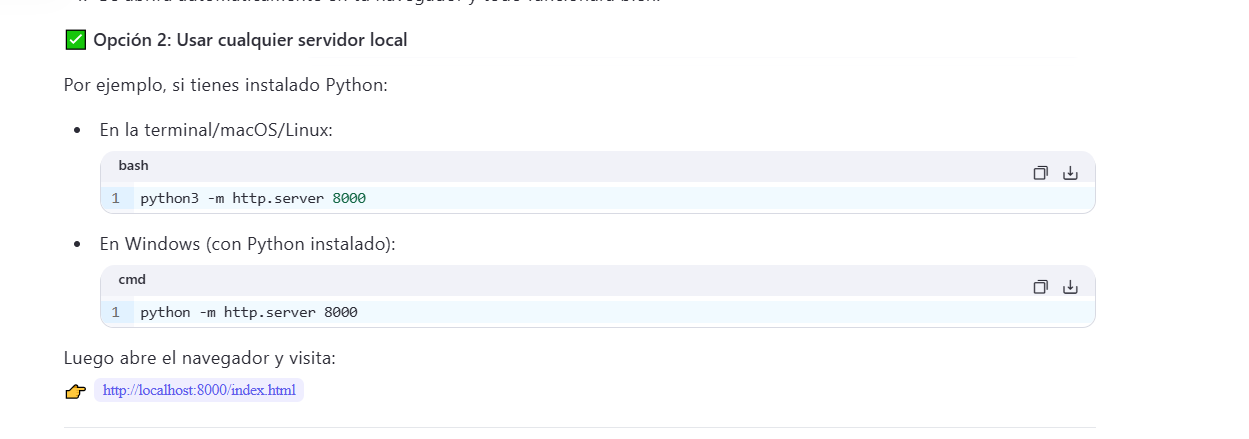 ✅ Opción 2: Usar cualquier servidor local
Por ejemplo, si tienes instalado Python:
• En la terminal/macOS/Linux:
bash
1 python3 -m http.server 8000
• En Windows (con Python instalado):
cmd
1 python -m http.server 8000
Luego abre el navegador y visita:
👉 http://localhost:8000/index.html